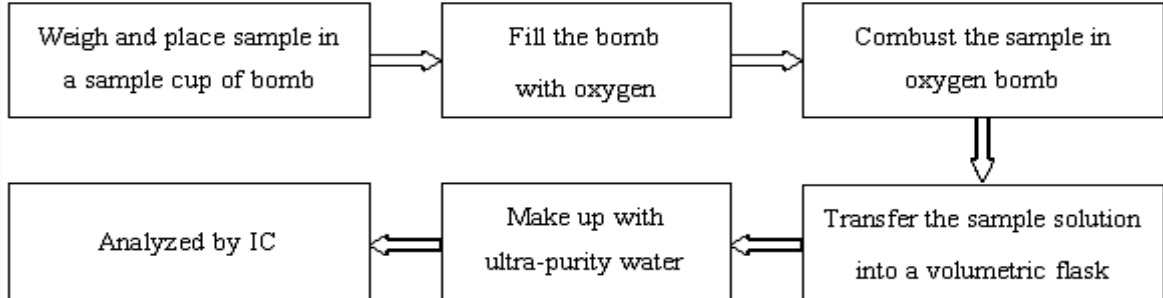 Weigh and place sample in
a sample cup of bomb
Fill the bomb
with oxygen
Combust the sample in
oxygen bomb
Transfer the sample solution
into a volumetric flask
Make up with
ultra-purity water
Analyzed by IC